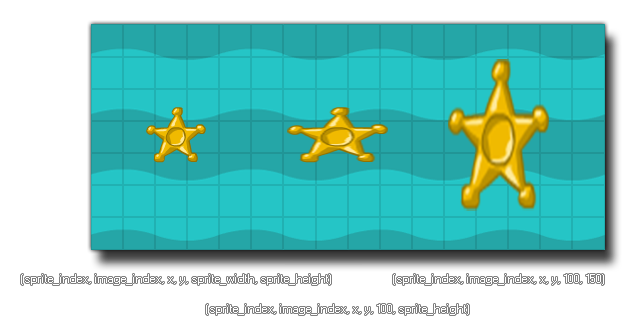 (sprite_index, image_index, x, y, sprite_width, sprite_height)
(sprite_index, image_index, x, y, 100, 150)
(sprite_index, image_index, x, y, 100, sprite_height)